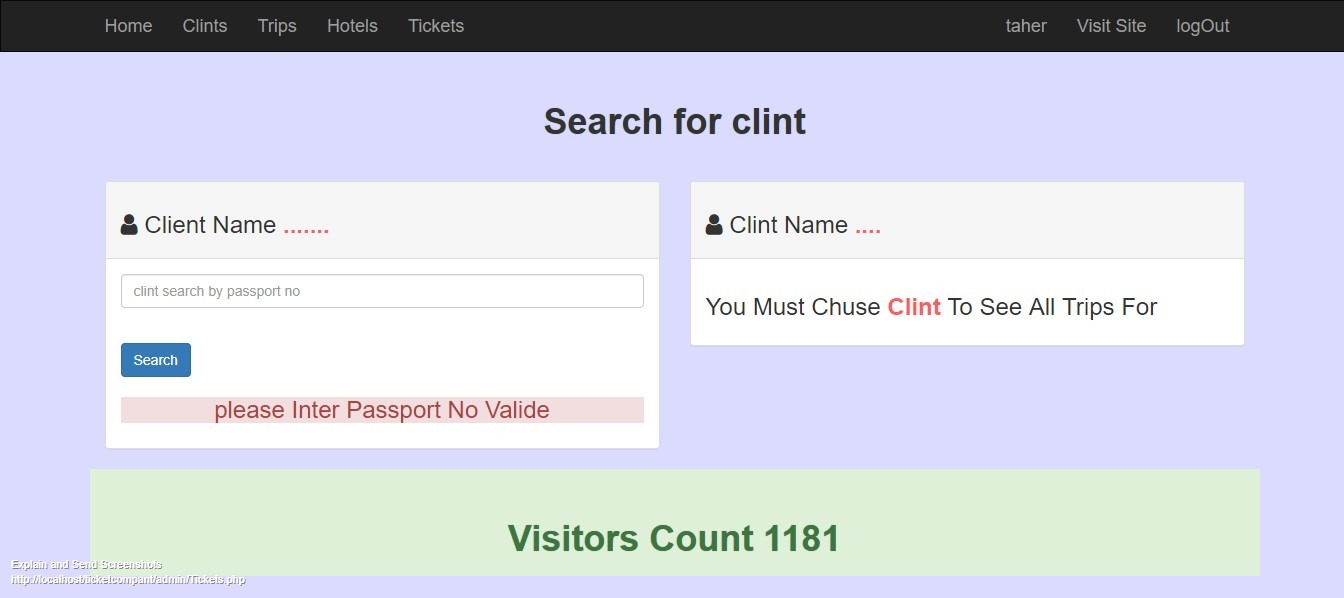 Home Clints Trips Hotels Tickets taher Visit Site logOut
Search for clint
Client Name .......
clint search by passport no
Search
please Inter Passport No Valide
Clint Name ....
You Must Chuse Clint To See All Trips For
Visitors Count 1181
Explain and Send Screenshots
http://localhost/ticketcompant/admin/Tickets.php